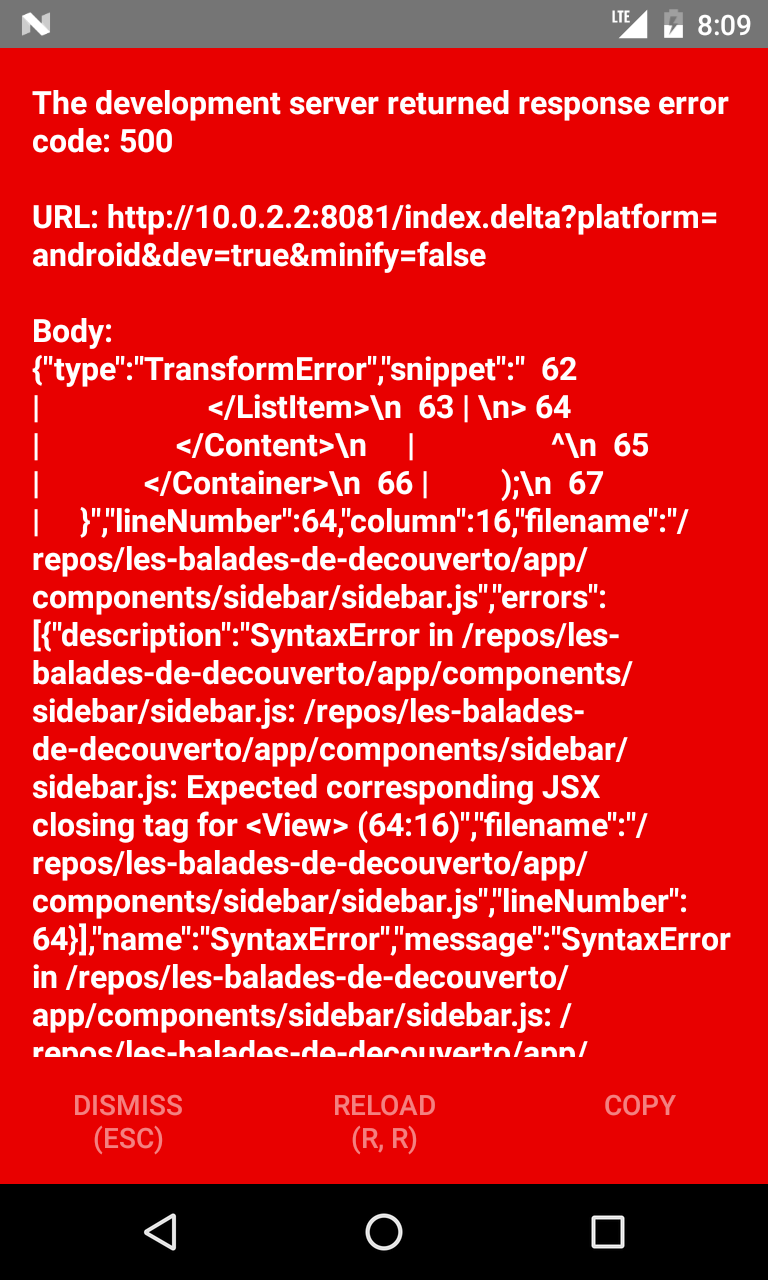 LTE 8:09
The development server returned response error
code: 500
URL: http://10.0.2.2:8081/index.delta?platform=
android&dev=true&minify=false
Body:
{"type":"TransformError","snippet":"  62
|                     </ListItem>\n  63 | \n> 64
|                 </Content>\n     |                 ^\n  65
|             </Container>\n  66 |         );\n  67
|     }","lineNumber":64,"column":16,"filename":"/
repos/les-balades-de-decouverto/app/
components/sidebar/sidebar.js","errors":
[{"description":"SyntaxError in /repos/les-
balades-de-decouverto/app/components/
sidebar/sidebar.js: /repos/les-balades-
de-decouverto/app/components/sidebar/
sidebar.js: Expected corresponding JSX
closing tag for <View> (64:16)","filename":"/
repos/les-balades-de-decouverto/app/
components/sidebar/sidebar.js","lineNumber":
64}],"name":"SyntaxError","message":"SyntaxError
in /repos/les-balades-de-decouverto/
app/components/sidebar/sidebar.js: /
repos/les-balades-de-decouverto/app/
DISMISS RELOAD COPY
(ESC) (R, R)